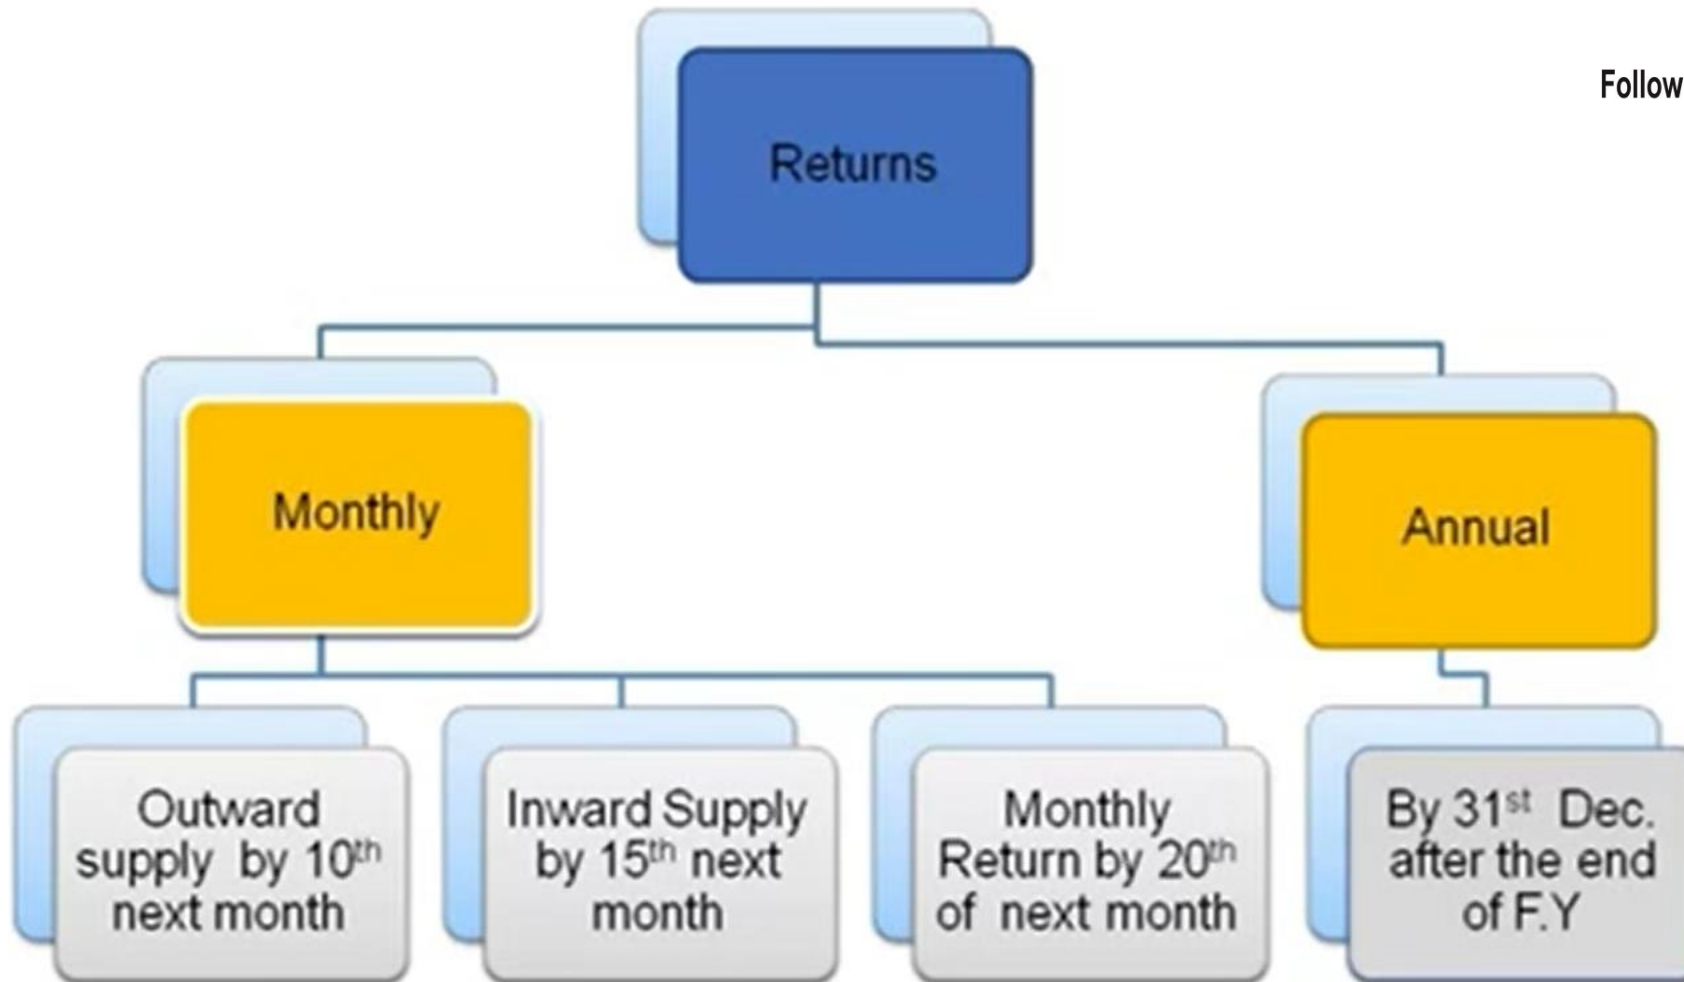 Follow
Returns
Monthly
Annual
Outward
supply by 10th
next month
Inward Supply
by 15th next
month
Monthly
Return by 20th
of next month
By 31st Dec.
after the end
of F.Y